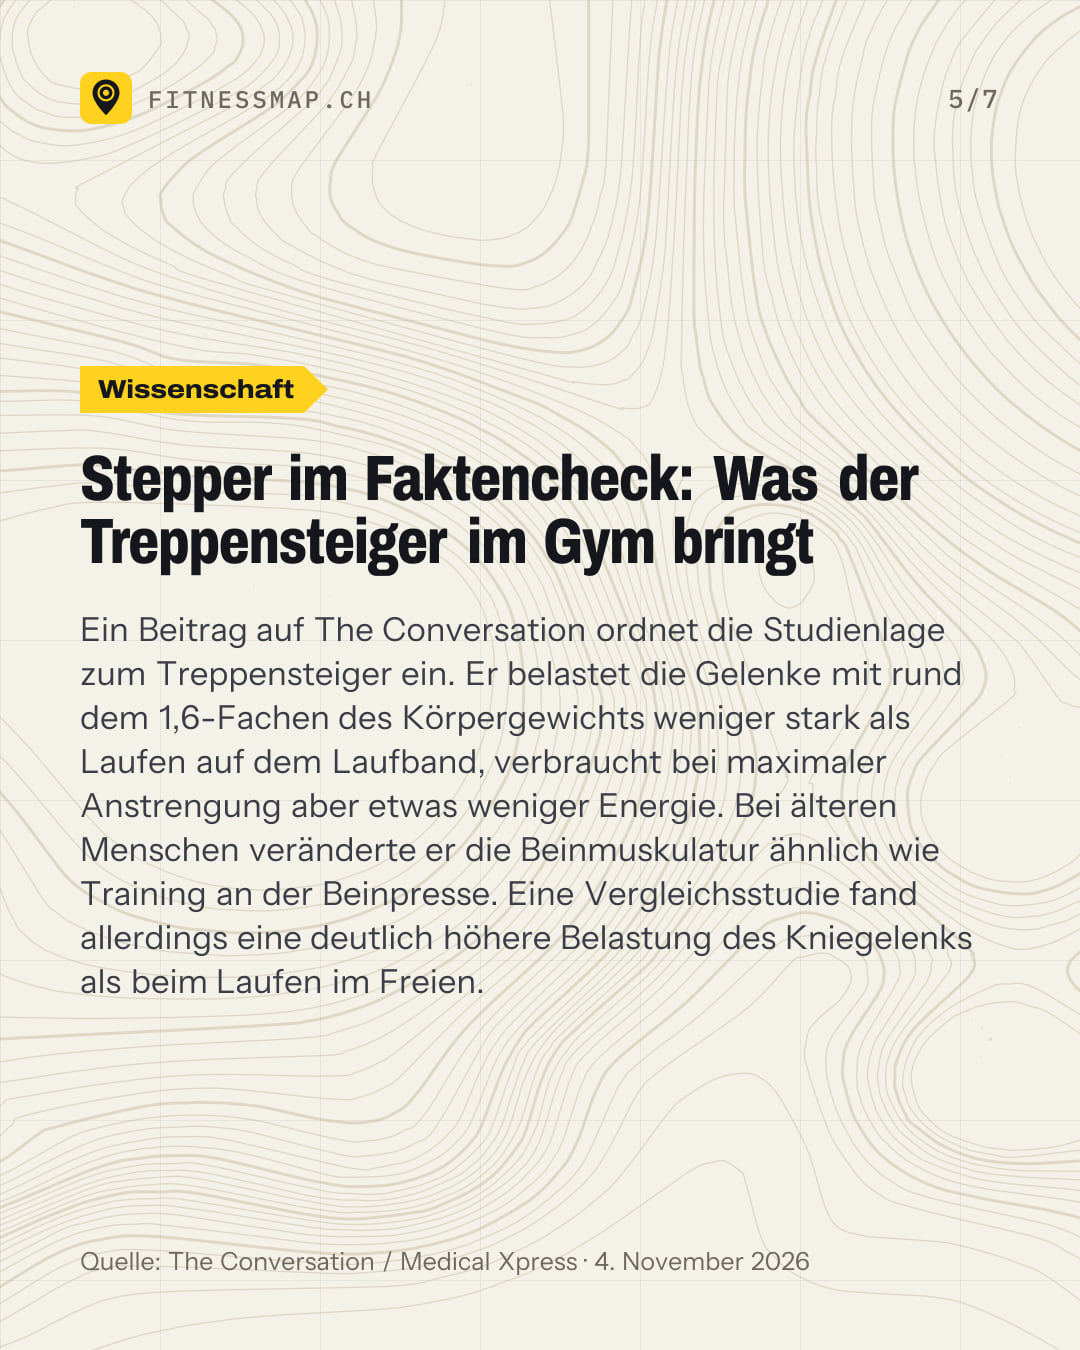 FITNESSMAP.CH
5/7
Wissenschaft
Stepper im Faktencheck: Was der
Treppensteiger im Gym bringt
Ein Beitrag auf The Conversation ordnet die Studienlage
zum Treppensteiger ein. Er belastet die Gelenke mit rund
dem 1,6-Fachen des Körpergewichts weniger stark als
Laufen auf dem Laufband, verbraucht bei maximaler
Anstrengung aber etwas weniger Energie. Bei älteren
Menschen veränderte er die Beinmuskulatur ähnlich wie
Training an der Beinpresse. Eine Vergleichsstudie fand
allerdings eine deutlich höhere Belastung des Kniegelenks
als beim Laufen im Freien.
Quelle: The Conversation / Medical Xpress · 4. November 2026